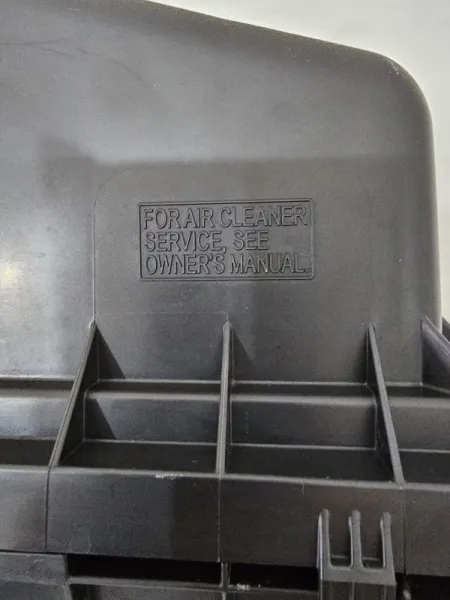 FOR AIR CLEANER
SERVICE, SEE
OWNER'S MANUAL.